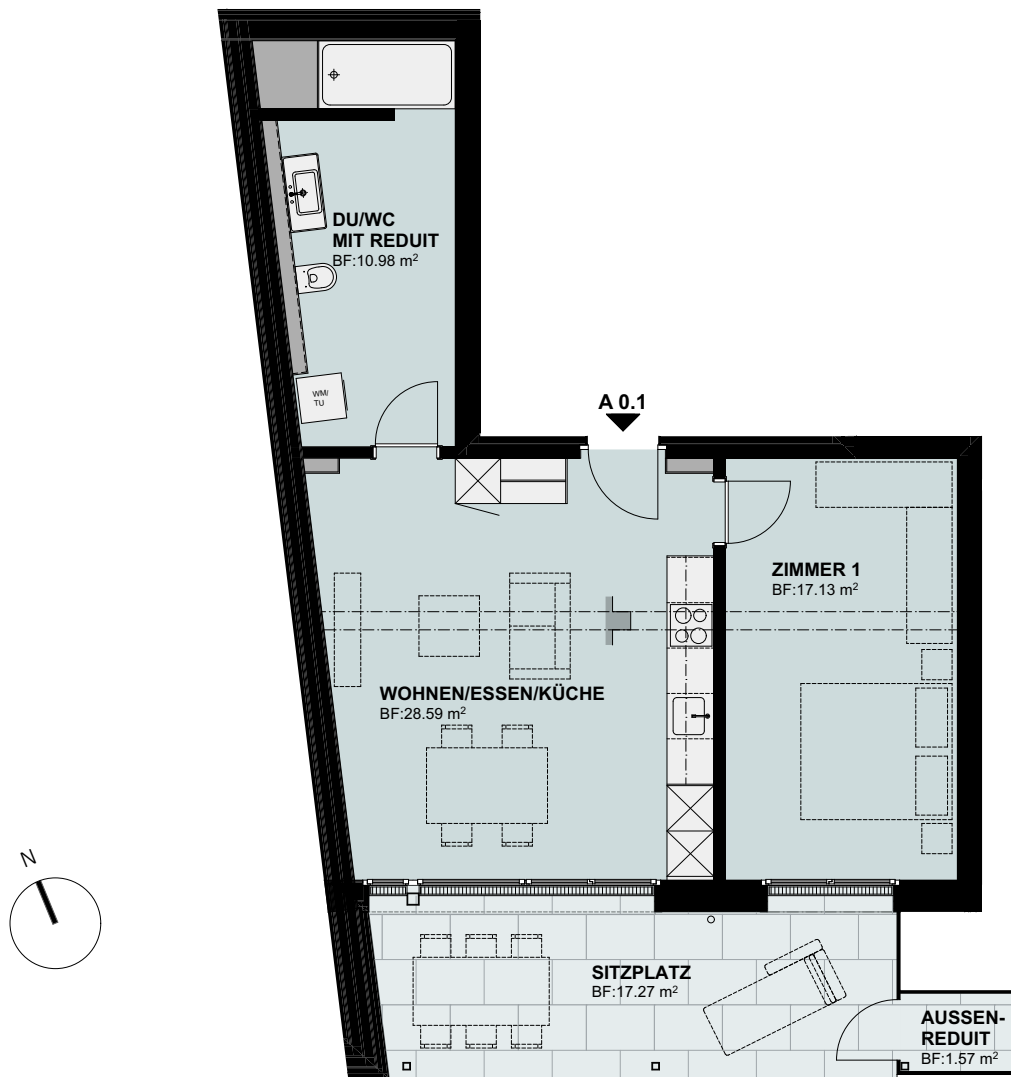 DU/WC
MIT REDUIT
BF:10.98 m²
WM/
TU
A 0.1
ZIMMER 1
BF:17.13 m²
WOHNEN/ESSEN/KÜCHE
BF:28.59 m²
N
SITZPLATZ
BF:17.27 m²
AUSSEN-
REDUIT
BF:1.57 m²